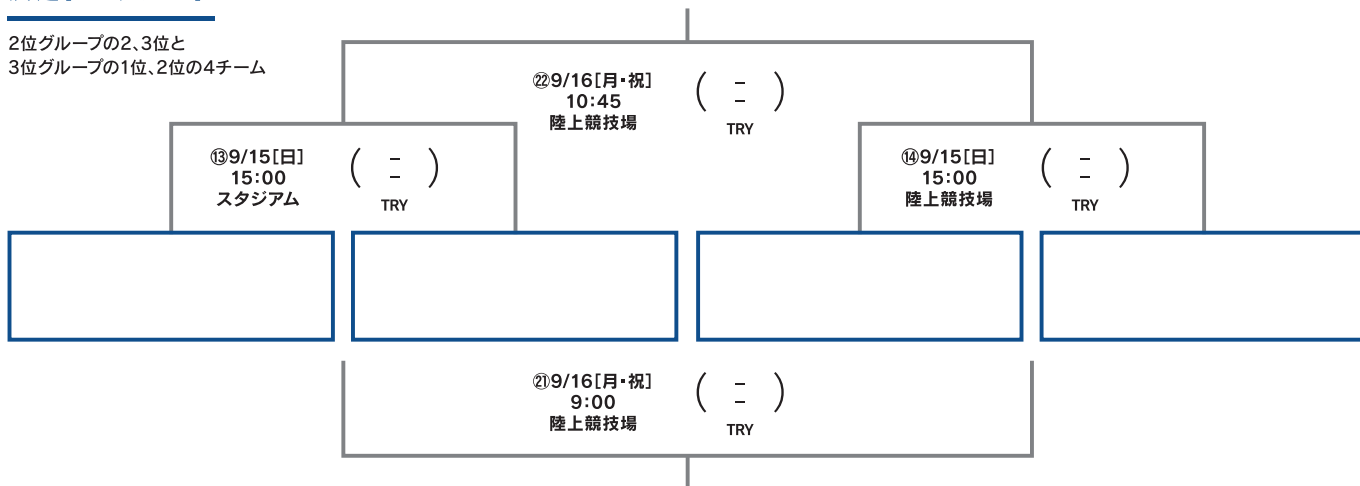 2位グループの2、3位と
3位グループの1位、2位の4チーム
㉒9/16[月・祝]
10:45
陸上競技場
( - - )
TRY
⑬9/15[日]
15:00
スタジアム
( - - )
TRY
⑭9/15[日]
15:00
陸上競技場
( - - )
TRY
㉑9/16[月・祝]
9:00
陸上競技場
( - - )
TRY